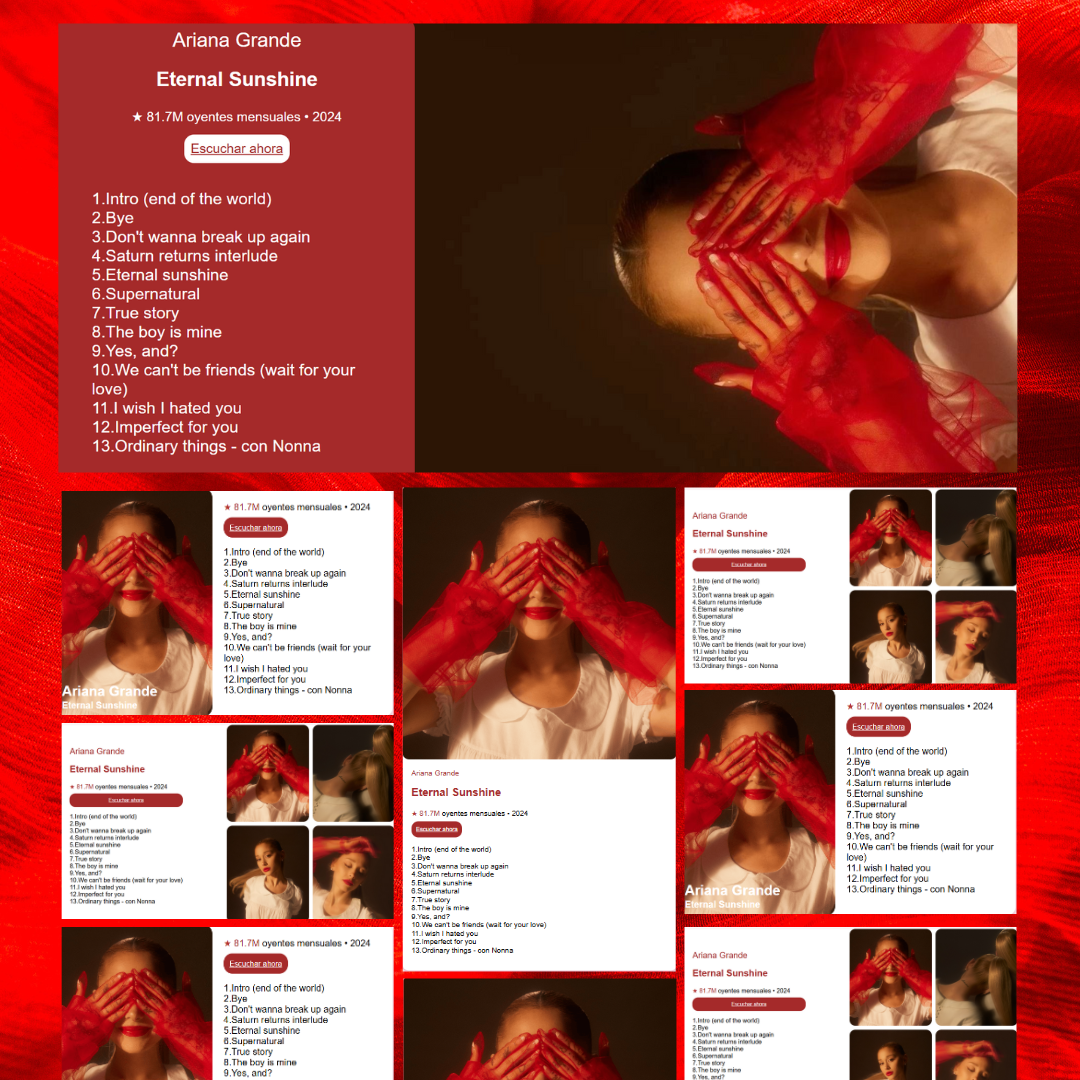 Ariana Grande
Eternal Sunshine
★ 81.7M oyentes mensuales • 2024
Escuchar ahora
1.Intro (end of the world)
2.Bye
3.Don't wanna break up again
4.Saturn returns interlude
5.Eternal sunshine
6.Supernatural
7.True story
8.The boy is mine
9.Yes, and?
10.We can't be friends (wait for your
love)
11.I wish I hated you
12.Imperfect for you
13.Ordinary things - con Nonna
Ariana Grande
Eternal Sunshine
★ 81.7M oyentes mensuales • 2024
Escuchar ahora
1.Intro (end of the world)
2.Bye
3.Don't wanna break up again
4.Saturn returns interlude
5.Eternal sunshine
6.Supernatural
7.True story
8.The boy is mine
9.Yes, and?
10.We can't be friends (wait for your
love)
11.I wish I hated you
12.Imperfect for you
13.Ordinary things - con Nonna
Ariana Grande
Eternal Sunshine
★ 81.7M oyentes mensuales • 2024
Escuchar ahora
1.Intro (end of the world)
2.Bye
3.Don't wanna break up again
4.Saturn returns interlude
5.Eternal sunshine
6.Supernatural
7.True story
8.The boy is mine
9.Yes, and?
10.We can't be friends (wait for your love)
11.I wish I hated you
12.Imperfect for you
13.Ordinary things - con Nonna
★ 81.7M oyentes mensuales • 2024
Escuchar ahora
1.Intro (end of the world)
2.Bye
3.Don't wanna break up again
4.Saturn returns interlude
5.Eternal sunshine
6.Supernatural
7.True story
8.The boy is mine
9.Yes, and?
Ariana Grande
Eternal Sunshine
★ 81.7M oyentes mensuales • 2024
Escuchar ahora
1.Intro (end of the world)
2.Bye
3.Don't wanna break up again
4.Saturn returns interlude
5.Eternal sunshine
6.Supernatural
7.True story
8.The boy is mine
9.Yes, and?
10.We can't be friends (wait for your love)
11.I wish I hated you
12.Imperfect for you
13.Ordinary things - con Nonna
Ariana Grande
Eternal Sunshine
★ 81.7M oyentes mensuales • 2024
Escuchar ahora
1.Intro (end of the world)
2.Bye
3.Don't wanna break up again
4.Saturn returns interlude
5.Eternal sunshine
6.Supernatural
7.True story
8.The boy is mine
9.Yes, and?
10.We can't be friends (wait for your love)
11.I wish I hated you
12.Imperfect for you
13.Ordinary things - con Nonna
Ariana Grande
Eternal Sunshine
★ 81.7M oyentes mensuales • 2024
Escuchar ahora
1.Intro (end of the world)
2.Bye
3.Don't wanna break up again
4.Saturn returns interlude
5.Eternal sunshine
6.Supernatural
7.True story
8.The boy is mine
9.Yes, and?
10.We can't be friends (wait for your
love)
11.I wish I hated you
12.Imperfect for you
13.Ordinary things - con Nonna
Ariana Grande
Eternal Sunshine
★ 81.7M oyentes mensuales • 2024
Escuchar ahora
1.Intro (end of the world)
2.Bye
3.Don't wanna break up again
4.Saturn returns interlude
5.Eternal sunshine
6.Supernatural
7.True story
8.The boy is mine
9.Yes, and?